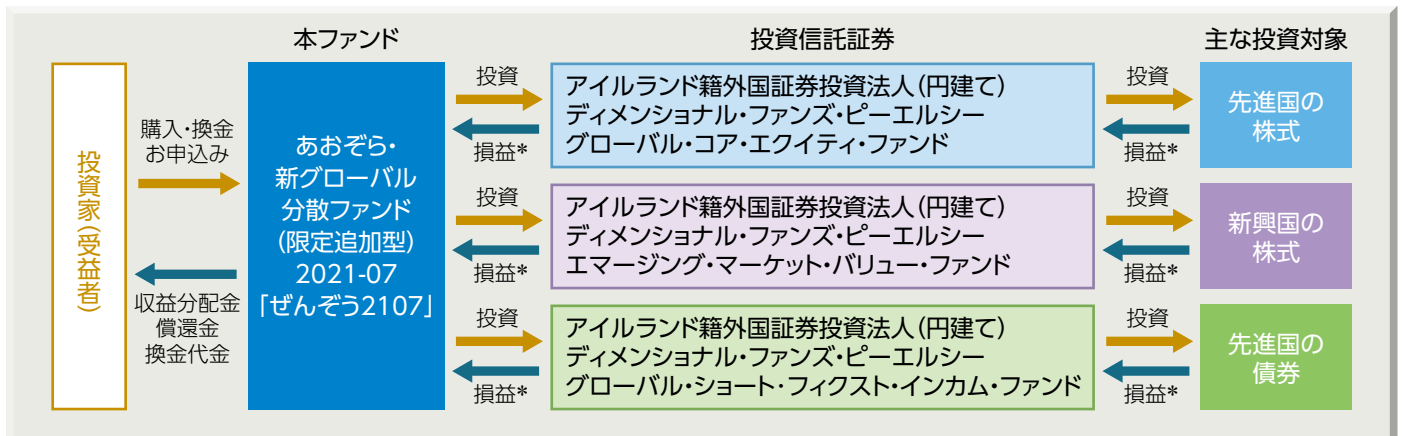 本ファンド
投資信託証券
主な投資対象
投資家(受益者)
購入・換金
お申込み
収益分配金
償還金
換金代金
あおぞら・
新グローバル
分散ファンド
(限定追加型)
2021-07
「ぜんぞう2107」
投資
損益*
アイルランド籍外国証券投資法人(円建て)
ディメンショナル・ファンズ・ピーエルシー
グローバル・コア・エクイティ・ファンド
投資
損益*
先進国の
株式
投資
損益*
アイルランド籍外国証券投資法人(円建て)
ディメンショナル・ファンズ・ピーエルシー
エマージング・マーケット・バリュー・ファンド
投資
損益*
新興国の
株式
投資
損益*
アイルランド籍外国証券投資法人(円建て)
ディメンショナル・ファンズ・ピーエルシー
グローバル・ショート・フィクスト・インカム・ファンド
投資
損益*
先進国の
債券